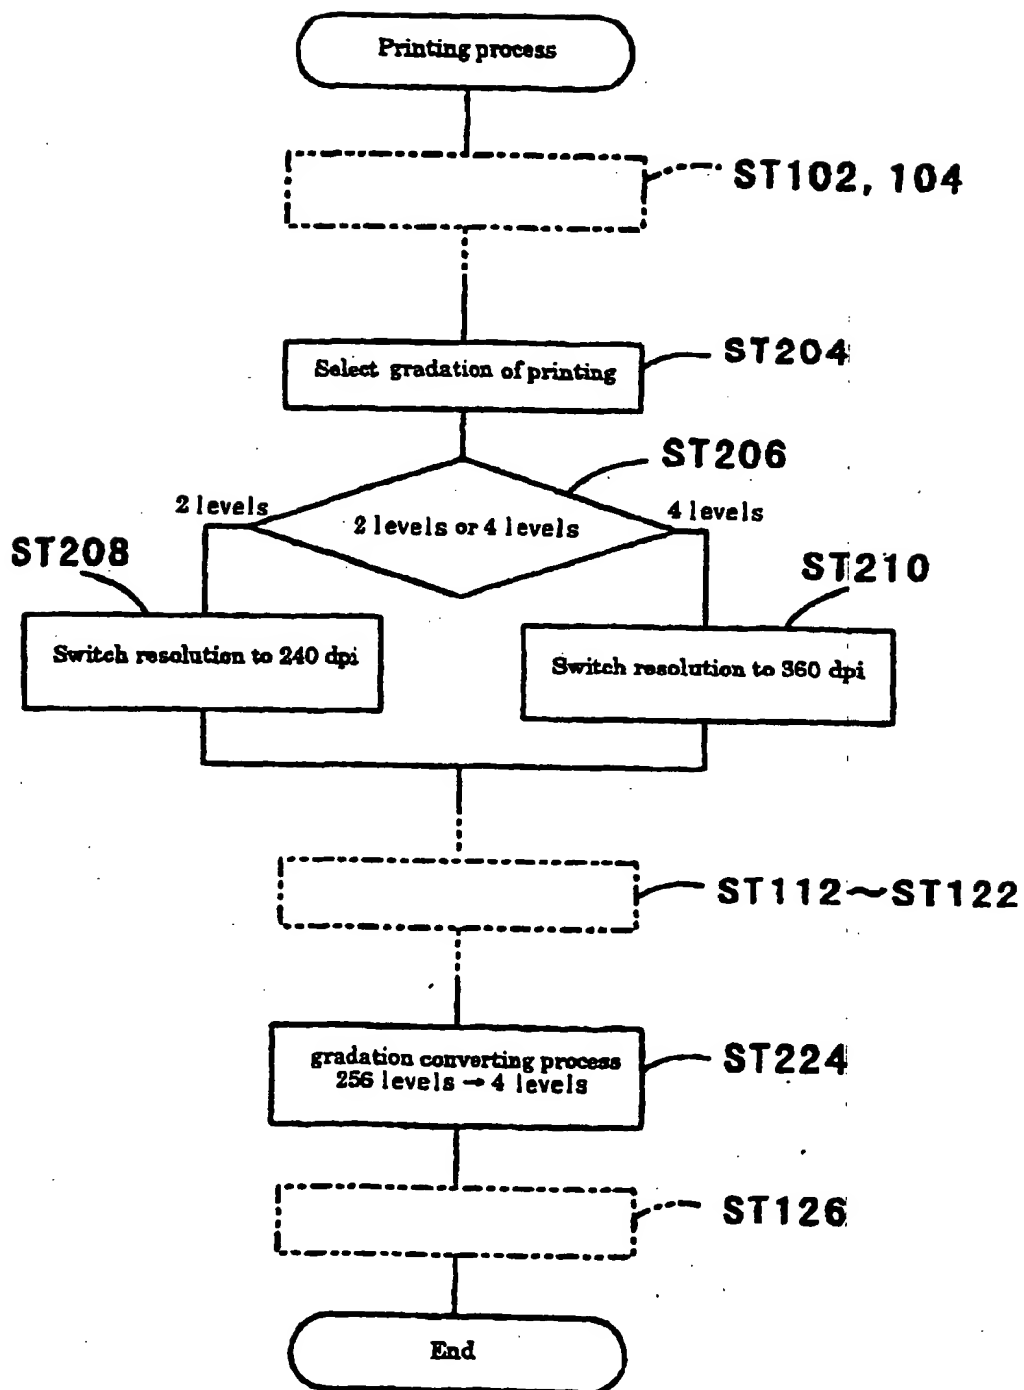 Printing process
ST102, 104
Select gradation of printing
ST204
ST206
2 levels
2 levels or 4 levels
4 levels
ST208
ST210
Switch resolution to 240 dpi
Switch resolution to 360 dpi
ST112~ST122
gradation converting process
256 levels → 4 levels
ST224
ST126
End